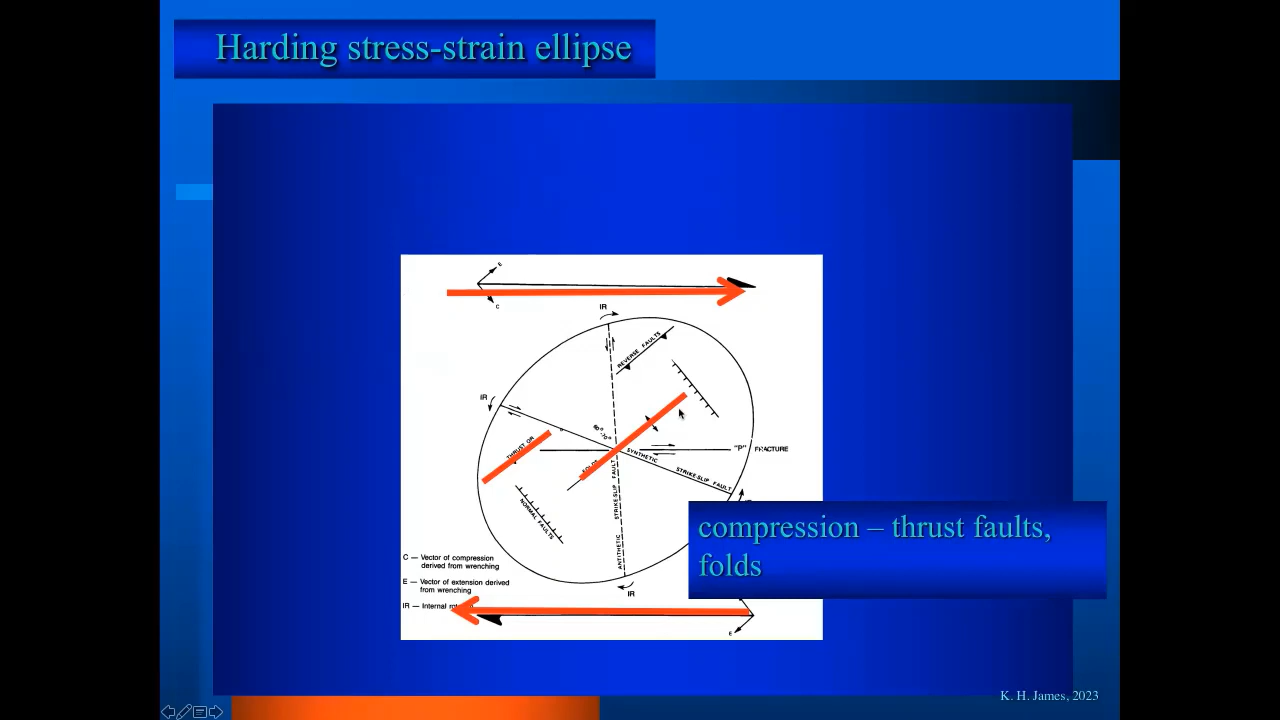 Harding stress-strain ellipse
E
C
IR
REVERSE FAULTS
IR
60°-70°
THRUST OR
"P" FRACTURE
SYNTHETIC
STRIKE-SLIP FAULT
NORMAL FAULTS
ANTITHETIC STRIKE-SLIP FAULT
compression – thrust faults,
folds
C — Vector of compression
derived from wrenching
E — Vector of extension derived
from wrenching
IR — Internal
IR
E
K. H. James, 2023